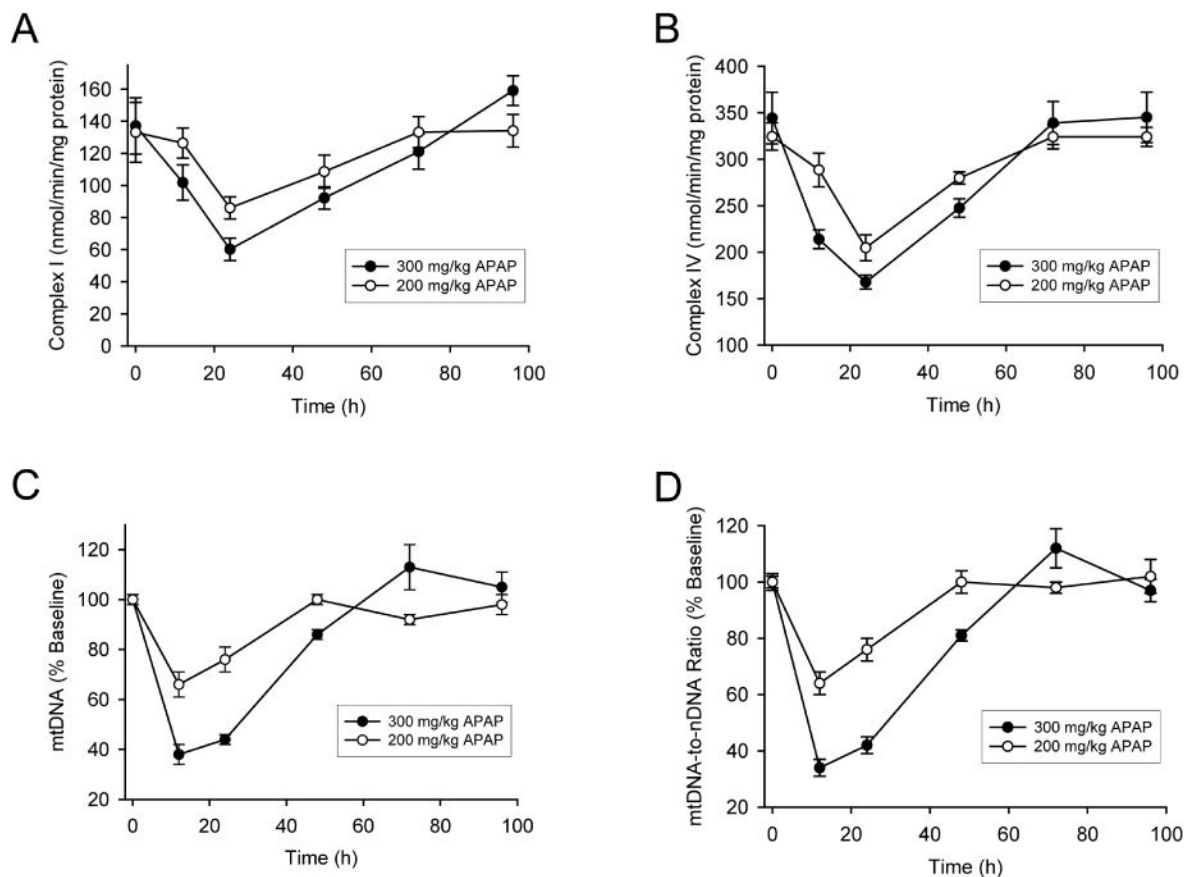 A
Complex I (nmol/min/mg protein)
160
140
120
100
80
60
40
20
0
300 mg/kg APAP
200 mg/kg APAP
0 20 40 60 80 100
Time (h)
B
Complex IV (nmol/min/mg protein)
400
350
300
250
200
150
100
300 mg/kg APAP
200 mg/kg APAP
0 20 40 60 80 100
Time (h)
C
mtDNA (% Baseline)
120
100
80
60
40
20
300 mg/kg APAP
200 mg/kg APAP
0 20 40 60 80 100
Time (h)
D
mtDNA-to-nDNA Ratio (% Baseline)
120
100
80
60
40
20
300 mg/kg APAP
200 mg/kg APAP
0 20 40 60 80 100
Time (h)